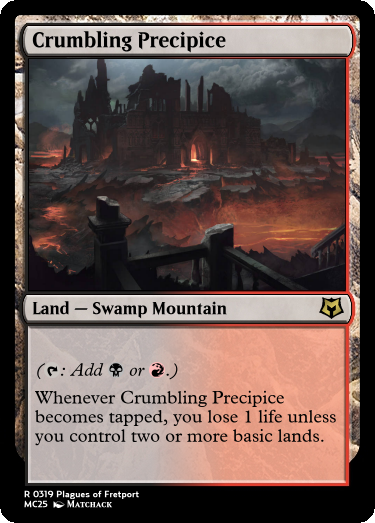 Crumbling Precipice
Land — Swamp Mountain
(: Add or .)
Whenever Crumbling Precipice
becomes tapped, you lose 1 life unless
you control two or more basic lands.
R 0319 Plagues of Fretport
MC25 Matchack